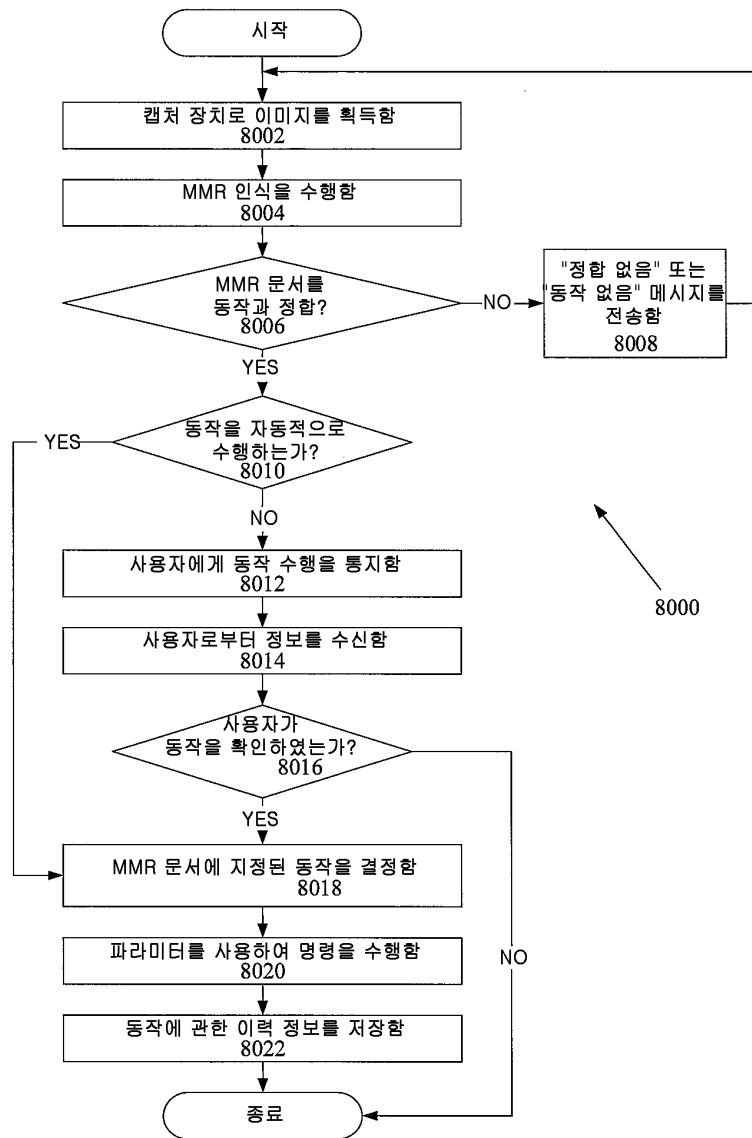 시작
캡처 장치로 이미지를 획득함
8002
MMR 인식을 수행함
8004
MMR 문서를
동작과 정합?
8006
NO
"정합 없음" 또는
"동작 없음" 메시지를
전송함
8008
YES
동작을 자동적으로
수행하는가?
8010
YES
NO
사용자에게 동작 수행을 통지함
8012
8000
사용자로부터 정보를 수신함
8014
사용자가
동작을 확인하였는가?
8016
YES
MMR 문서에 지정된 동작을 결정함
8018
파라미터를 사용하여 명령을 수행함
8020
NO
동작에 관한 이력 정보를 저장함
8022
종료